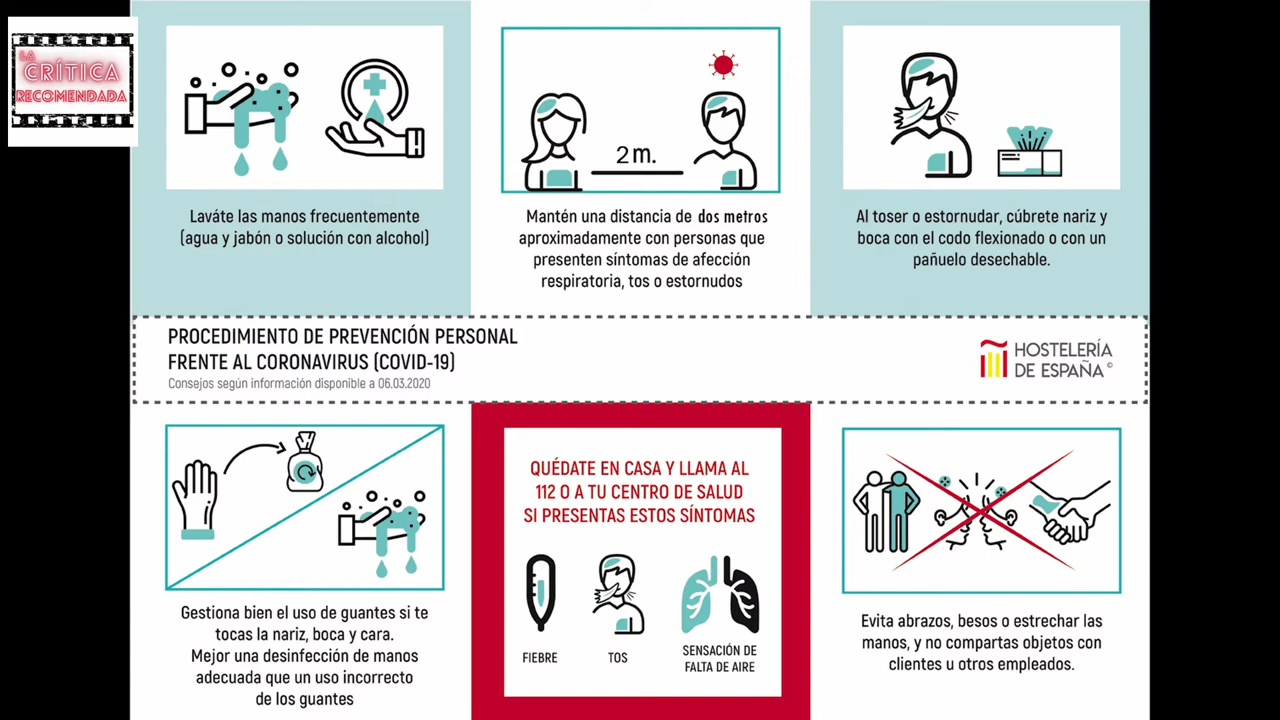 LA
CRÍTICA
RECOMENDADA
2 m.
Laváte las manos frecuentemente
(agua y jabón o solución con alcohol)
Mantén una distancia de dos metros
aproximadamente con personas que
presenten síntomas de afección
respiratoria, tos o estornudos
Al toser o estornudar, cúbrete nariz y
boca con el codo flexionado o con un
pañuelo desechable.
PROCEDIMIENTO DE PREVENCIÓN PERSONAL
FRENTE AL CORONAVIRUS (COVID-19)
Consejos según información disponible a 06.03.2020
HOSTELERÍA
DE ESPAÑA©
Gestiona bien el uso de guantes si te
tocas la nariz, boca y cara.
Mejor una desinfección de manos
adecuada que un uso incorrecto
de los guantes
QUÉDATE EN CASA Y LLAMA AL
112 O A TU CENTRO DE SALUD
SI PRESENTAS ESTOS SÍNTOMAS
FIEBRE
TOS
SENSACIÓN DE
FALTA DE AIRE
Evita abrazos, besos o estrechar las
manos, y no compartas objetos con
clientes u otros empleados.